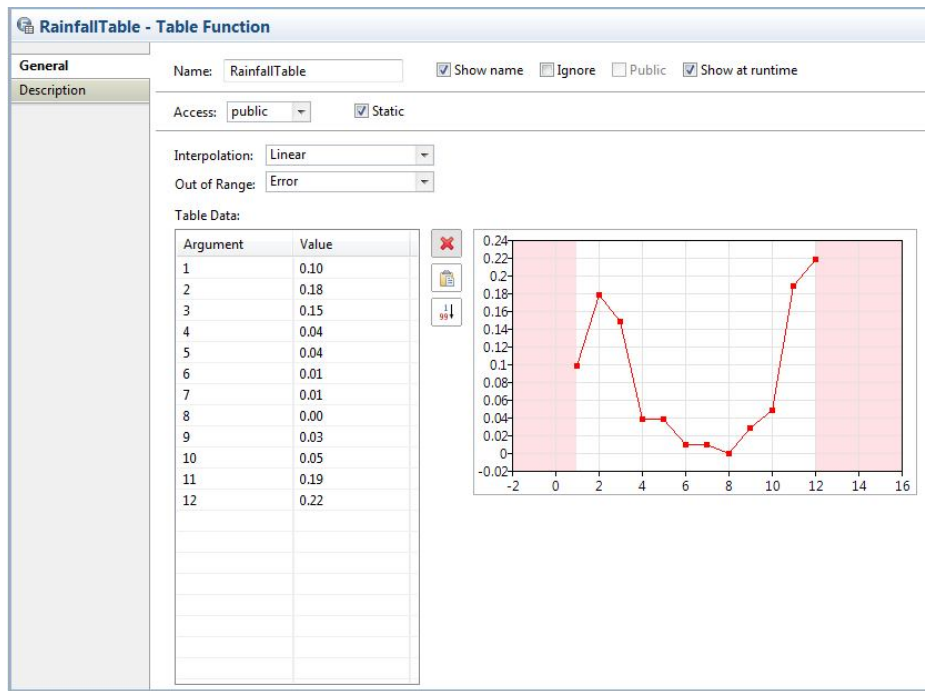 RainfallTable - Table Function
General
Description
Name: RainfallTable Show name Ignore Public Show at runtime
Access: public Static
Interpolation: Linear
Out of Range: Error
Table Data:
Argument Value
1 0.10
2 0.18
3 0.15
4 0.04
5 0.04
6 0.01
7 0.01
8 0.00
9 0.03
10 0.05
11 0.19
12 0.22
1
99
0.24
0.22
0.2
0.18
0.16
0.14
0.12
0.1
0.08
0.06
0.04
0.02
0
-0.02
-2 0 2 4 6 8 10 12 14 16